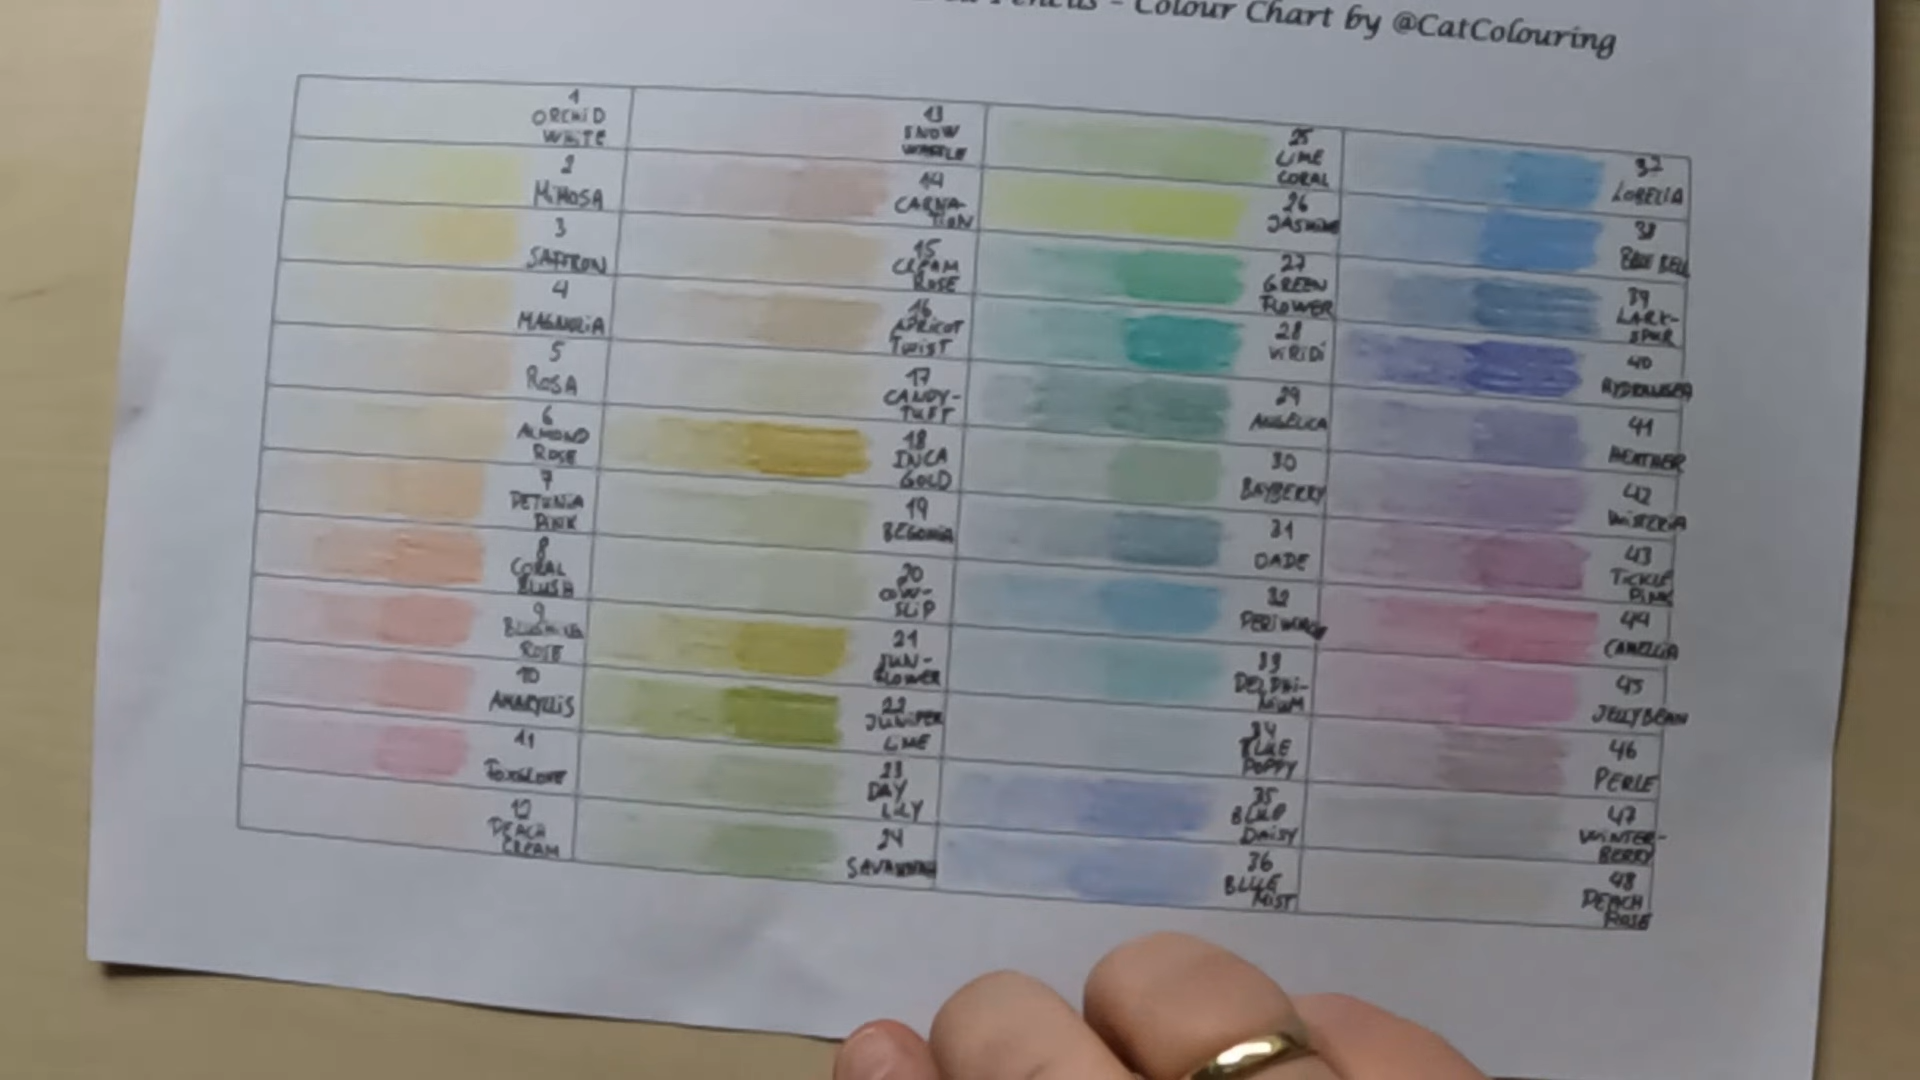 Pencils - Colour Chart by @CatColouring
1
ORCHID
WHITE
2
MIMOSA
3
SAFFRON
4
MAGNOLIA
5
ROSA
6
ALMOND
ROSE
7
PETUNIA
PINK
8
CORAL
BLUSH
9
ROSE
10
AMARYLLIS
11
FOXGLOVE
12
PEACH
CREAM
13
SNOW
14
CARNA-
TION
15
CREAM
ROSE
16
APRICOT
TWIST
17
CANDY-
TUFT
18
INCA
GOLD
19
BEGONIA
20
COW-
SLIP
21
SUN-
FLOWER
22
JUNIPER
LIME
23
DAY
LILY
24
SAVANNAH
25
LIME
CORAL
26
JASMINE
27
GREEN
FLOWER
28
VIRIDI
29
ANGELICA
30
BAYBERRY
31
DADE
32
33
DELPHI-
NIUM
34
BLUE
POPPY
35
DAISY
36
BLUE
MIST
37
LOBELIA
38
BLUE BELL
39
LARK-
SPUR
40
41
HEATHER
42
WISTERIA
43
TICKLE
PINK
44
CAMELLIA
45
JELLYBEAN
46
PERLE
47
WINTER-
BERRY
48
PEACH
ROSE